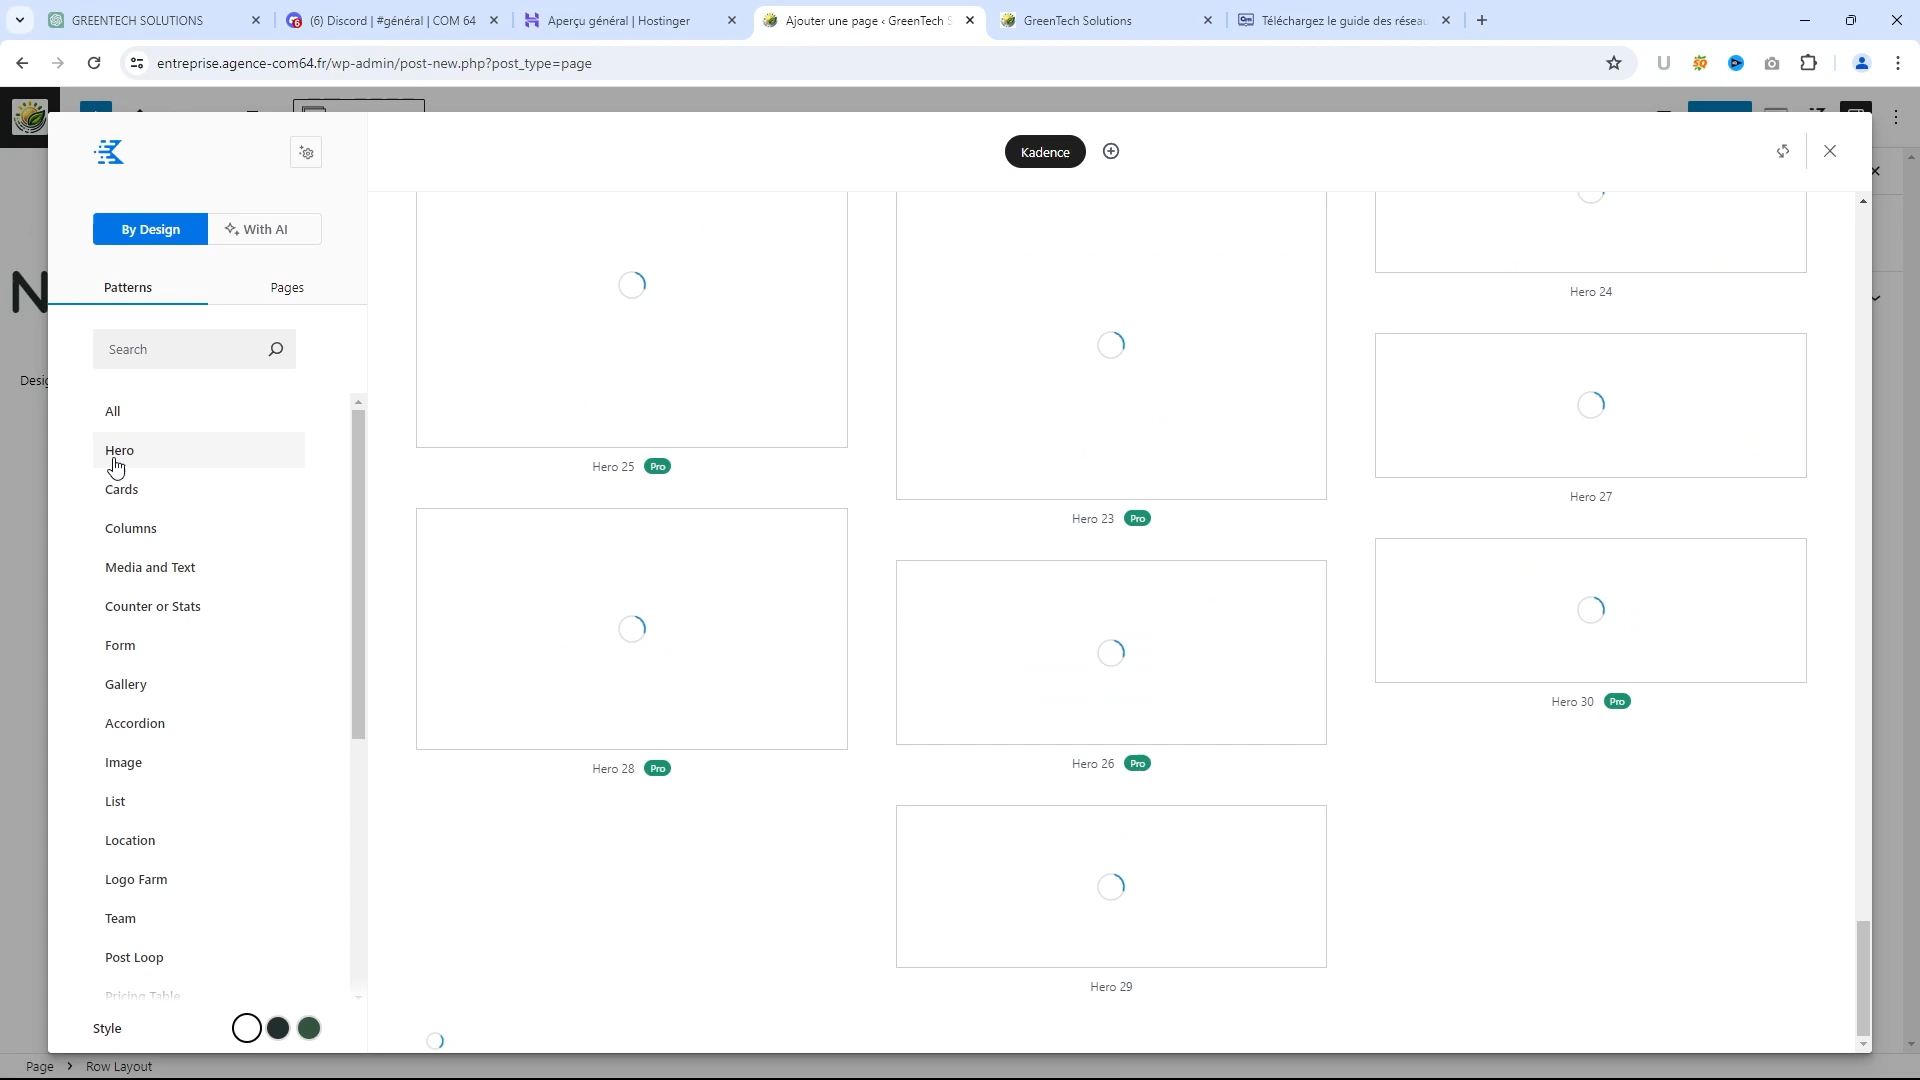 GREENTECH SOLUTIONS
(6) Discord | #général | COM 64
Aperçu général | Hostinger
Ajouter une page ‹ GreenTech S
GreenTech Solutions
Téléchargez le guide des réseau
entreprise.agence-com64.fr/wp-admin/post-new.php?post_type=page
Kadence
By Design
With AI
Patterns
Pages
Search
N
Desig
All
Hero
Cards
Columns
Media and Text
Counter or Stats
Form
Gallery
Accordion
Image
List
Location
Logo Farm
Team
Post Loop
Pricing Table
Style
Hero 24
Hero 25 Pro
Hero 27
Hero 23 Pro
Hero 30 Pro
Hero 28 Pro
Hero 26 Pro
Hero 29
Page > Row Layout